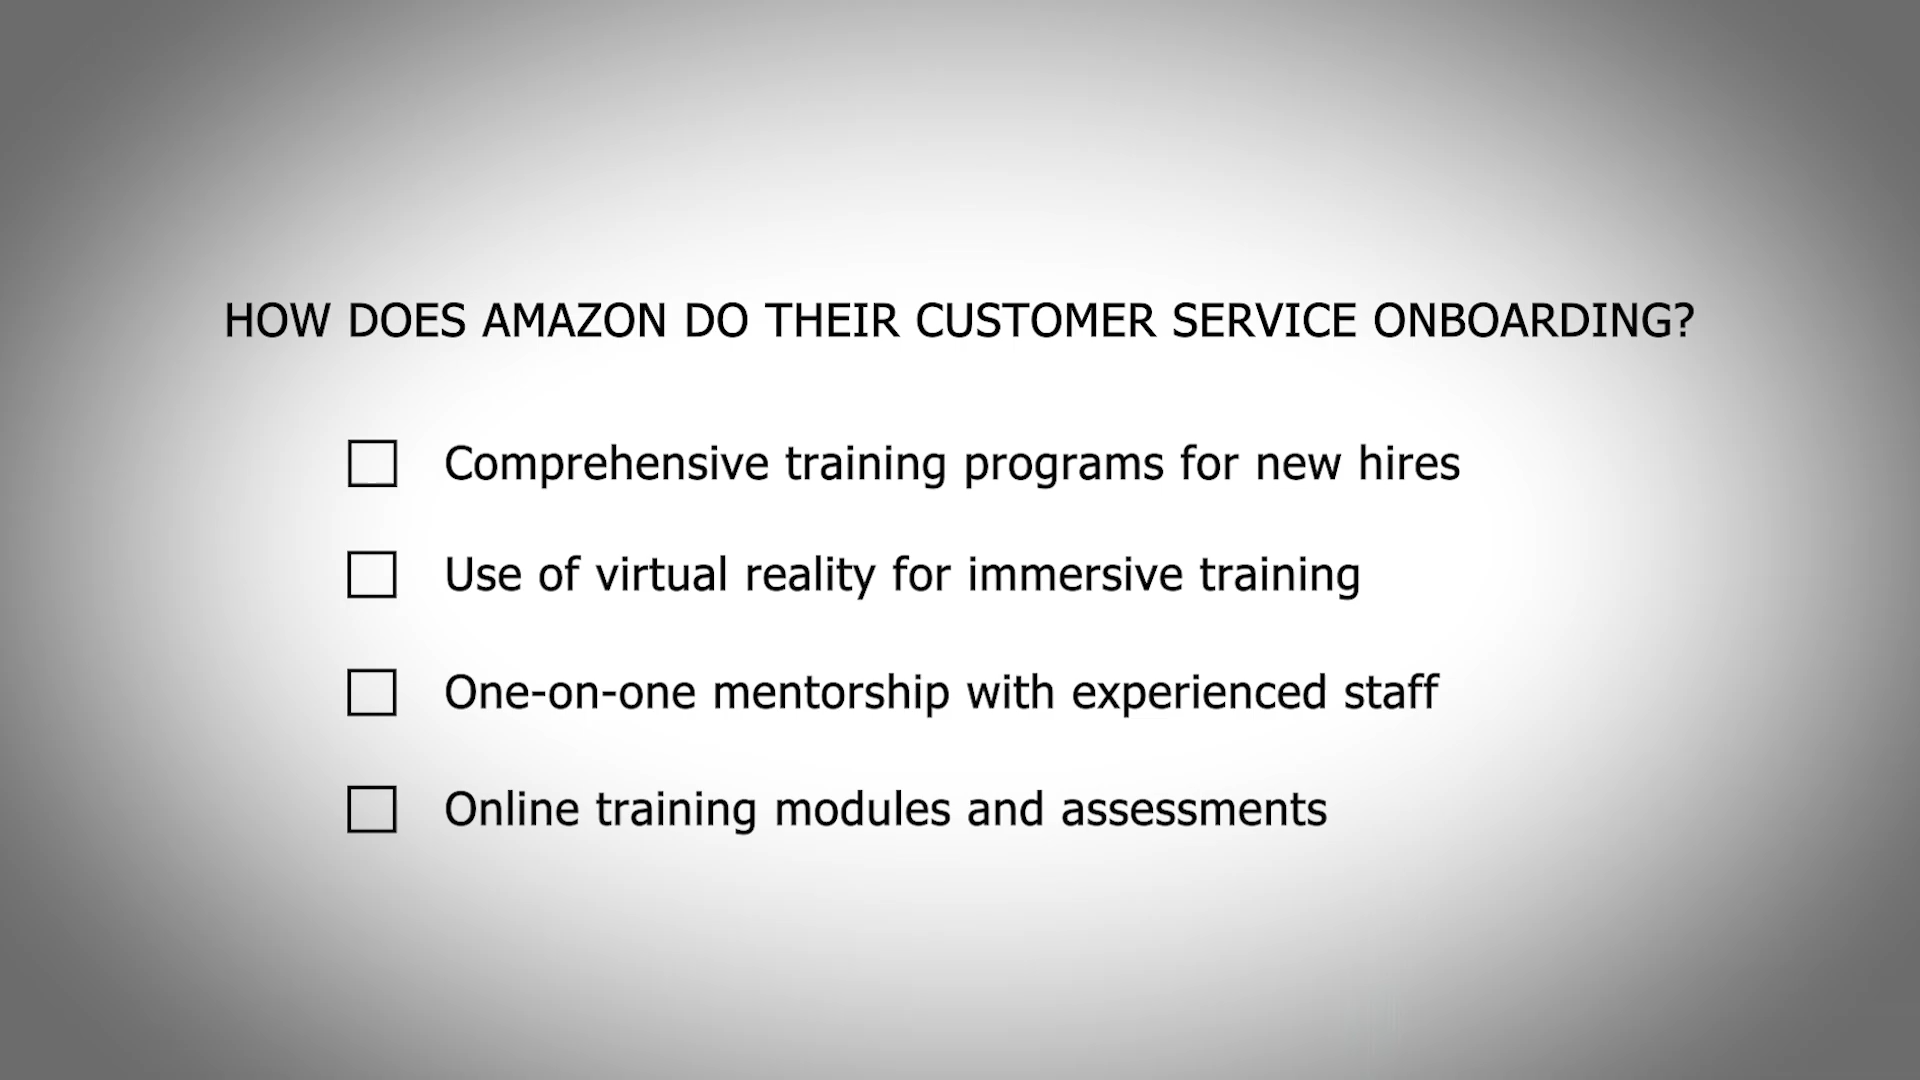 HOW DOES AMAZON DO THEIR CUSTOMER SERVICE ONBOARDING?
Comprehensive training programs for new hires
Use of virtual reality for immersive training
One-on-one mentorship with experienced staff
Online training modules and assessments